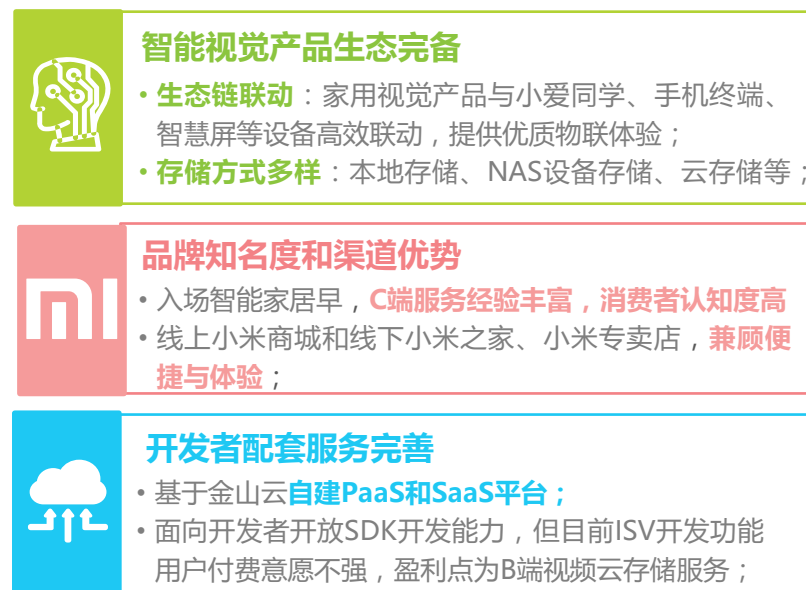 智能视觉产品生态完备
• 生态链联动：家用视觉产品与小爱同学、手机终端、
智慧屏等设备高效联动，提供优质物联体验；
• 存储方式多样：本地存储、NAS设备存储、云存储等；
品牌知名度和渠道优势
mi
• 入场智能家居早，C端服务经验丰富，消费者认知度高
• 线上小米商城和线下小米之家、小米专卖店，兼顾便
捷与体验；
开发者配套服务完善
• 基于金山云自建PaaS和SaaS平台；
• 面向开发者开放SDK开发能力，但目前ISV开发功能
用户付费意愿不强，盈利点为B端视频云存储服务；